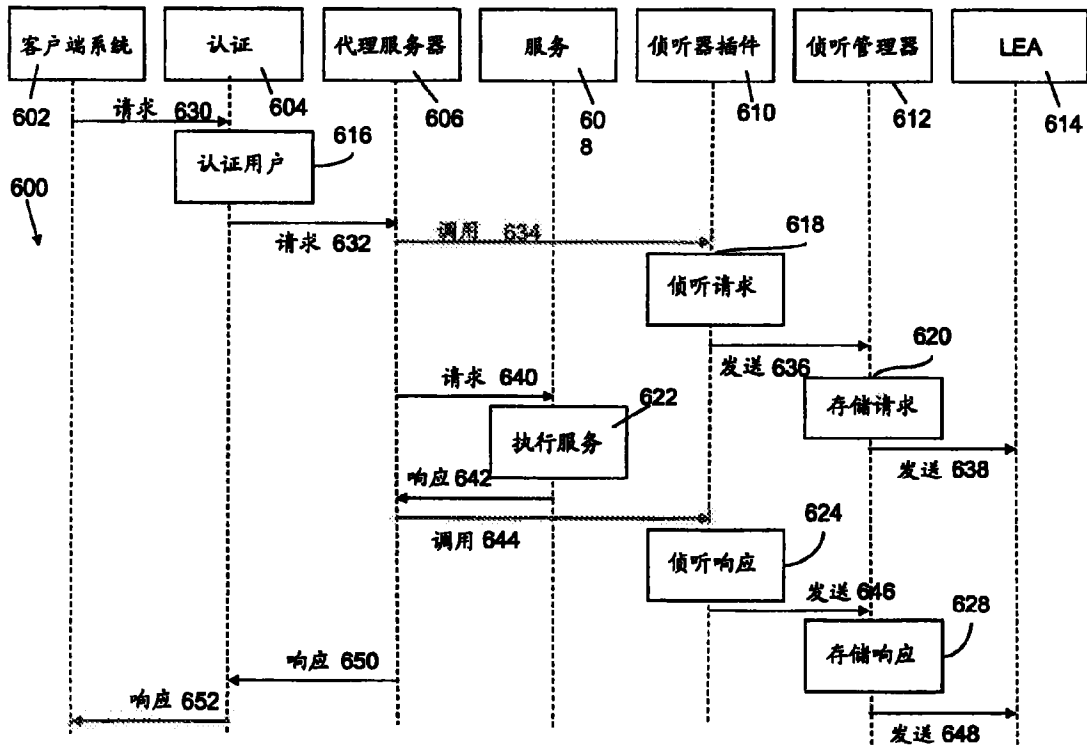 客户端系统
认证
代理服务器
服务
侦听器插件
侦听管理器
LEA
602
604
606
60
8
610
612
614
请求 630
认证用户
616
600
请求 632
调用 634
618
侦听请求
发送 636
620
存储请求
请求 640
622
执行服务
发送 638
响应 642
调用 644
624
侦听响应
发送 646
628
存储响应
响应 650
响应 652
发送 648